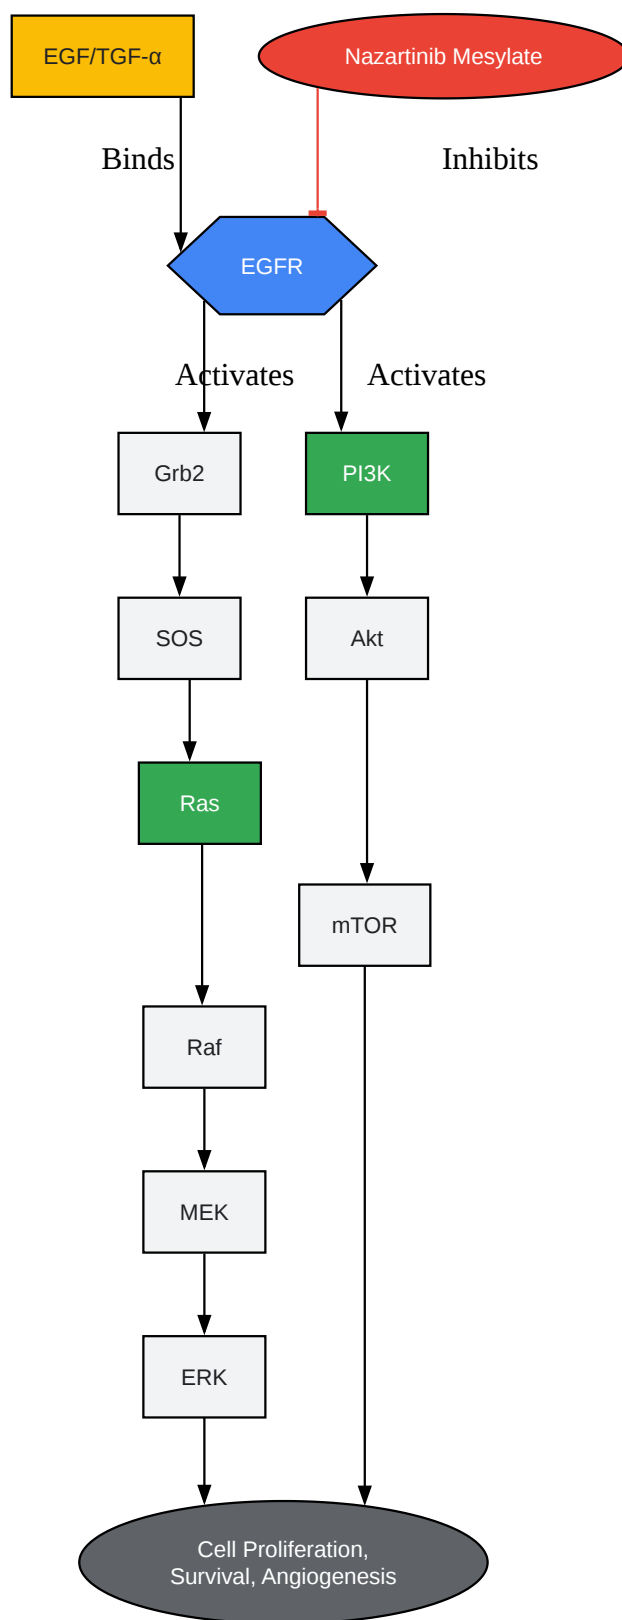 EGF/TGF-α
Nazartinib Mesylate
Binds
Inhibits
EGFR
Activates
Activates
Grb2
PI3K
SOS
Akt
Ras
mTOR
Raf
MEK
ERK
Cell Proliferation,
Survival, Angiogenesis